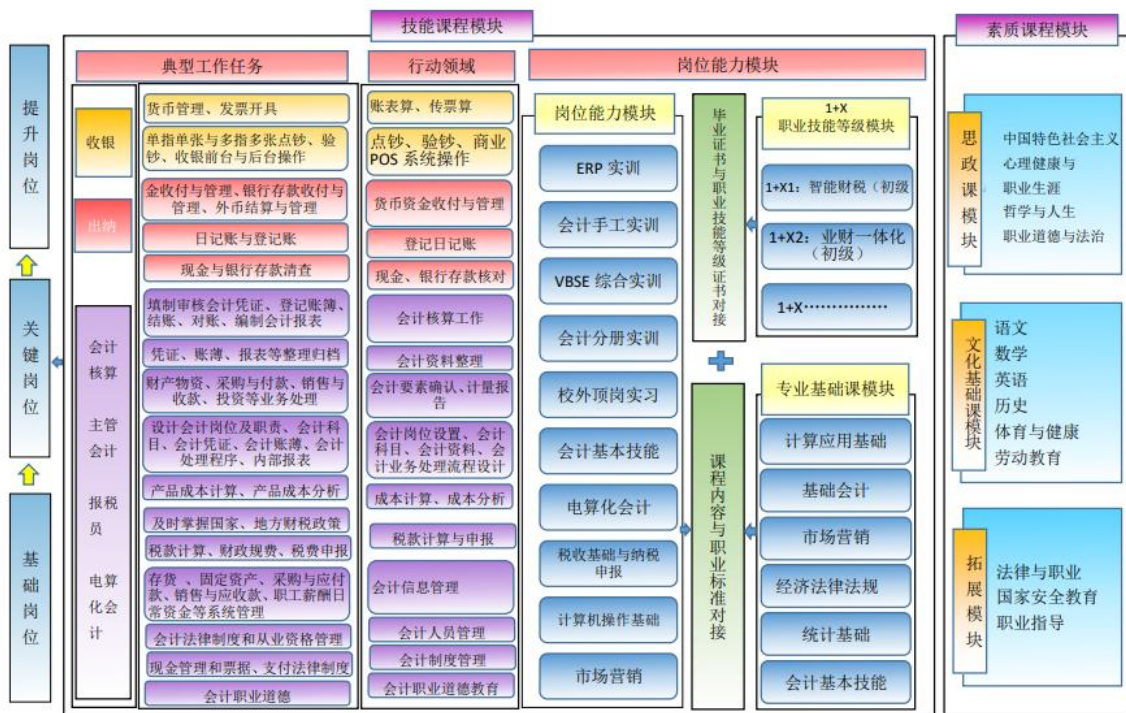 技能课程模块
素质课程模块
提升岗位
关键岗位
基础岗位
典型工作任务
行动领域
岗位能力模块
收银
出纳
会计
核算
主管
会计
报税
员
电算
化会
计
货币管理、发票开具
单指单张与多指多张点钞、验
钞、收银前台与后台操作
金收付与管理、银行存款收付与
管理、外币结算与管理
日记账与登记账
现金与银行存款清查
填制审核会计凭证、登记账簿、
结账、对账、编制会计报表
凭证、账薄、报表等整理归档
财产物资、采购与付款、销售与
收款、投资等业务处理
设计会计岗位及职责、会计科
目、会计凭证、会计账薄、会计
处理程序、内部报表
产品成本计算、产品成本分析
及时掌握国家、地方财税政策
税款计算、财政规费、税费申报
存货 、固定资产、采购与应付
款、销售与应收款、职工薪酬日
常资金等系统管理
会计法律制度和从业资格管理
现金管理和票据、支付法律制度
会计职业道德
账表算、传票算
点钞、验钞、商业
POS 系统操作
货币资金收付与管理
登记日记账
现金、银行存款核对
会计核算工作
会计资料整理
会计要素确认、计量报
告
会计岗位设置、会计
科目、会计资料、会
计业务处理流程设计
成本计算、成本分析
税款计算与申报
会计信息管理
会计人员管理
会计制度管理
会计职业道德教育
岗位能力模块
ERP 实训
会计手工实训
VBSE 综合实训
会计分册实训
校外顶岗实习
会计基本技能
电算化会计
税收基础与纳税
申报
计算机操作基础
市场营销
毕业证书与职业技能等级证书对接
课程内容与职业标准对接
1+X
职业技能等级模块
1+X1：智能财税（初级
1+X2：业财一体化
（初级）
1+X……………
专业基础课模块
计算应用基础
基础会计
市场营销
经济法律法规
统计基础
会计基本技能
思政课模块
中国特色社会主义
心理健康与
职业生涯
哲学与人生
职业道德与法治
文化基础课模块
语文
数学
英语
历史
体育与健康
劳动教育
拓展模块
法律与职业
国家安全教育
职业指导